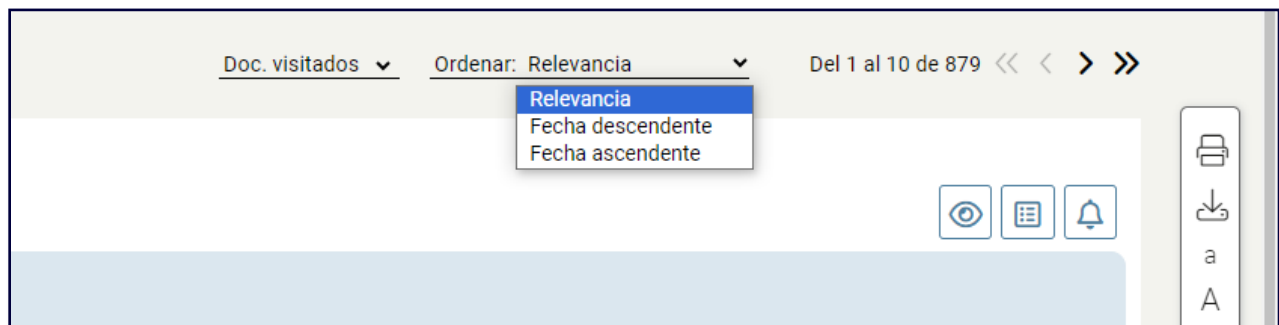 Doc. visitados Ordenar: Relevancia Del 1 al 10 de 879
Relevancia
Fecha descendente
Fecha ascendente
a
A